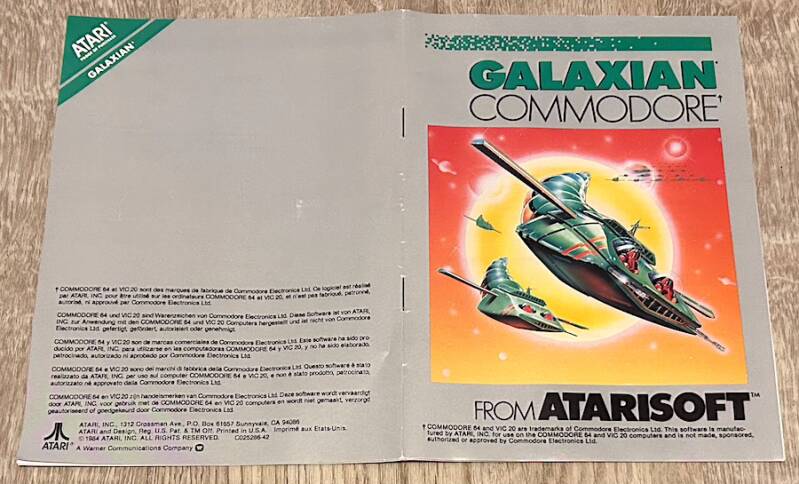 ATARI
GALAXIAN
† COMMODORE 64 et VIC 20 sont des marques de fabrique de Commodore Electronics Ltd. Ce logiciel est réalisé
par ATARI, INC. pour être utilisé sur les ordinateurs COMMODORE 64 et VIC 20, et n'est pas fabriqué, patronné,
autorisé, ni approuvé par Commodore Electronics Ltd.
COMMODORE 64 und VIC 20 sind Warenzeichen von Commodore Electronics Ltd. Diese Software ist von ATARI,
INC. zur Anwendung mit den COMMODORE 64 und VIC 20 Computers hergestellt und ist nicht von Commodore
Electronics Ltd. gefertigt, gefördert, autorisiert oder genehmigt.
COMMODORE 64 y VIC 20 son de marcas comerciales de Commodore Electronics Ltd. Este software ha sido pro-
ducido por ATARI, INC. para utilizarse en las computadoras COMMODORE 64 y VIC 20, y no ha sido elaborado,
patrocinado, autorizado ni aprobado por Commodore Electronics Ltd.
COMMODORE 64 e VIC 20 sono dei marchi di fabbrica della Commodore Electronics Ltd. Questo software è stato
realizzato da ATARI, INC. per uso sui computer COMMODORE 64 e VIC 20, e non è stato prodotto, patrocinato,
autorizzato né approvato dalla Commodore Electronics Ltd.
COMMODORE 64 en VIC 20 zijn handelsmerken van Commodore Electronics Ltd. Deze software wordt vervaardigt
door ATARI, INC. voor gebruik met de COMMODORE 64 en VIC 20 computers en wordt niet gemaakt, verzorgt
geautoriseerd of goedgekeurd door Commodore Electronics Ltd.
ATARI, INC., 1312 Crossman Ave., P.O. Box 61657 Sunnyvale, CA 94086
ATARI and Design, Reg. U.S. Pat. & TM Off. Printed in U.S.A. Imprimé aux Etats-Unis.
© 1984 ATARI, INC. ALL RIGHTS RESERVED. C025286-42
ATARI® A Warner Communications Company
GALAXIAN
COMMODORE†
FROM ATARISOFT™
† COMMODORE 64 and VIC 20 are trademarks of Commodore Electronics Ltd. This software is manufac-
tured by ATARI, INC. for use on the COMMODORE 64 and VIC 20 computers and is not made, sponsored,
authorized or approved by Commodore Electronics Ltd.